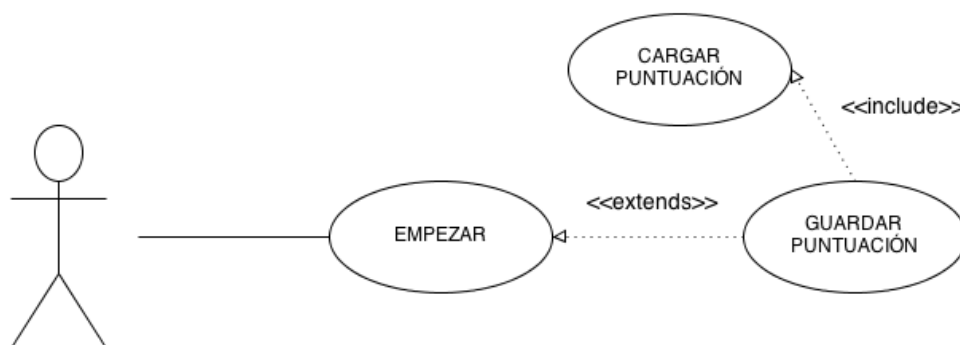 CARGAR
PUNTUACIÓN
<<include>>
<<extends>>
EMPEZAR
GUARDAR
PUNTUACIÓN